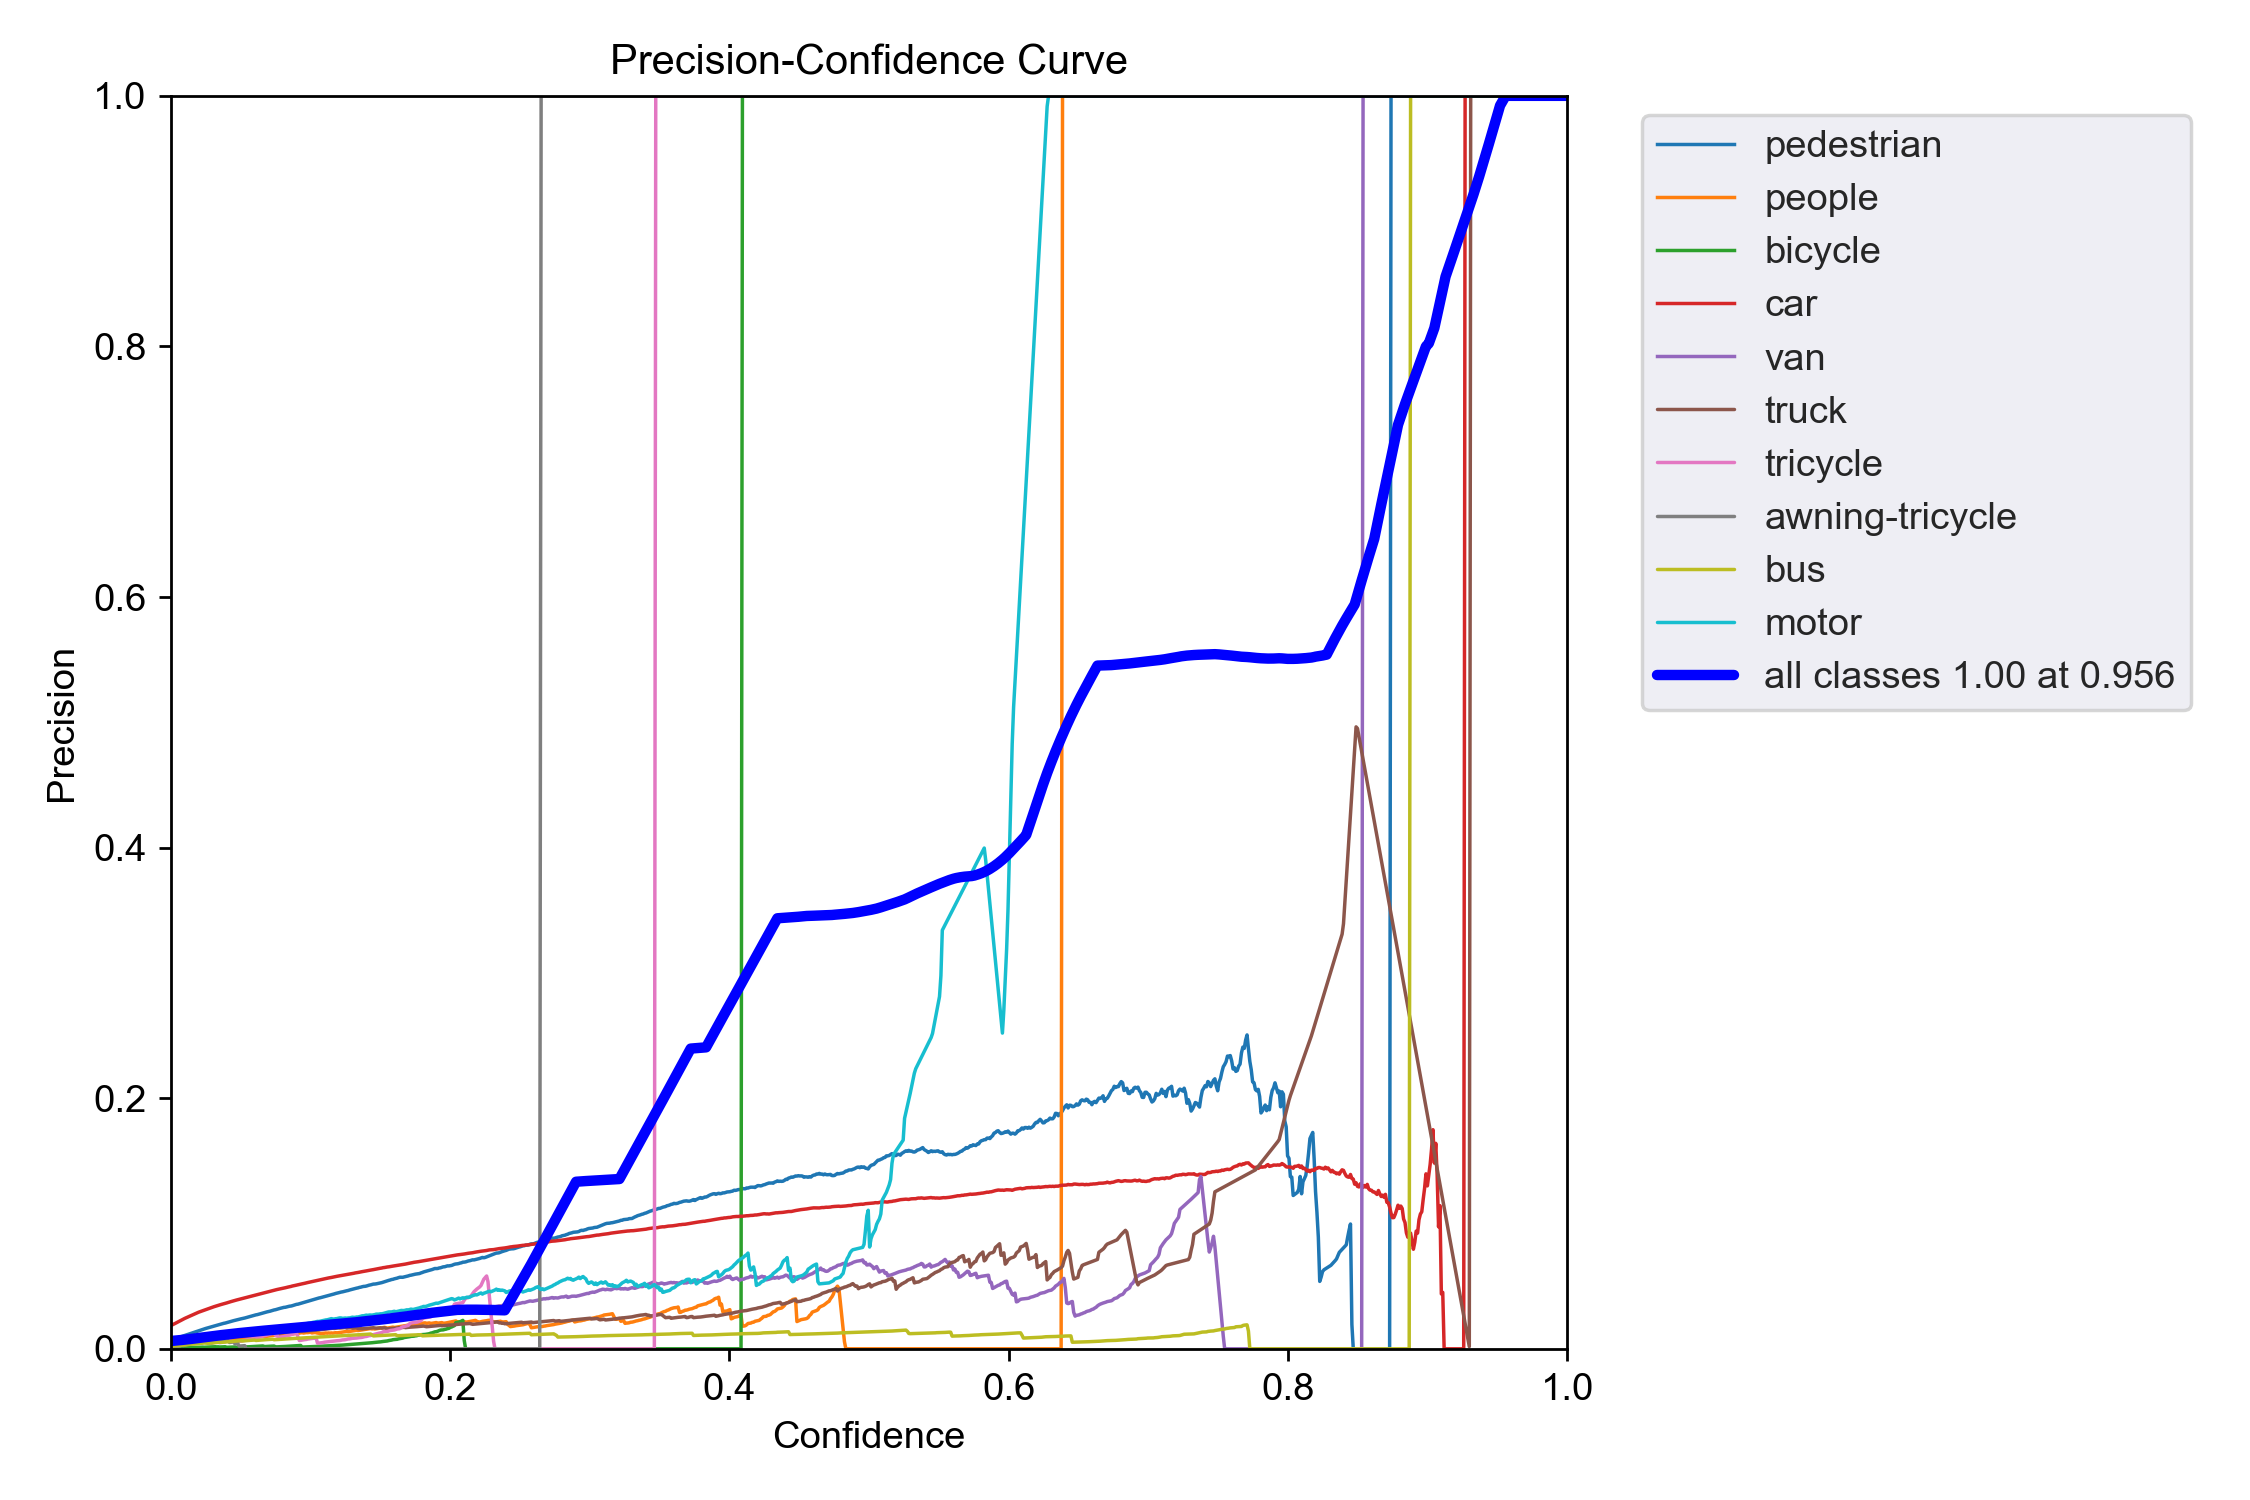 Precision-Confidence Curve
1.0
0.8
0.6
0.4
0.2
0.0
Precision
0.0 0.2 0.4 0.6 0.8 1.0
Confidence
pedestrian
people
bicycle
car
van
truck
tricycle
awning-tricycle
bus
motor
all classes 1.00 at 0.956